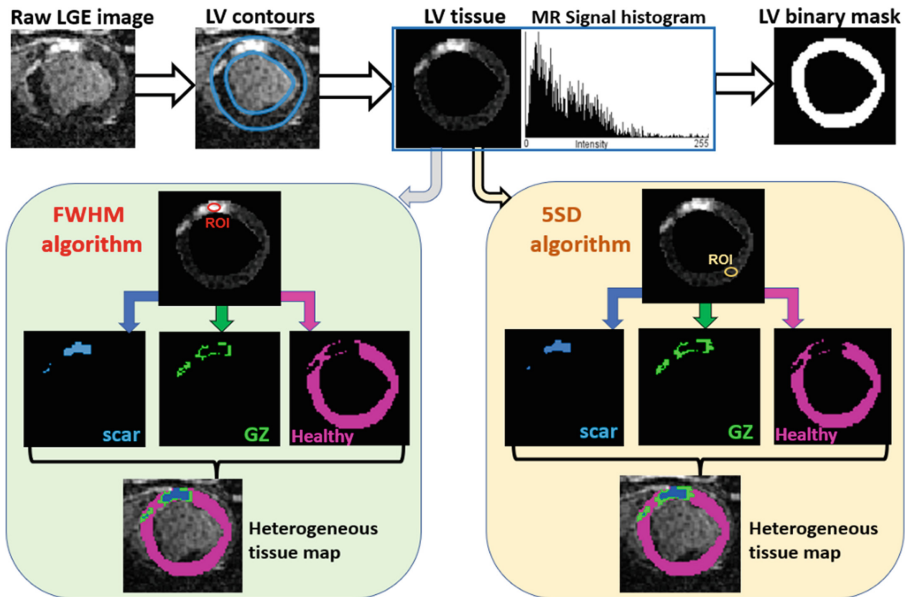 Raw LGE image
LV contours
LV tissue
MR Signal histogram
LV binary mask
0
Intensity
255
FWHM
algorithm
ROI
scar
GZ
Healthy
Heterogeneous
tissue map
5SD
algorithm
ROI
scar
GZ
Healthy
Heterogeneous
tissue map